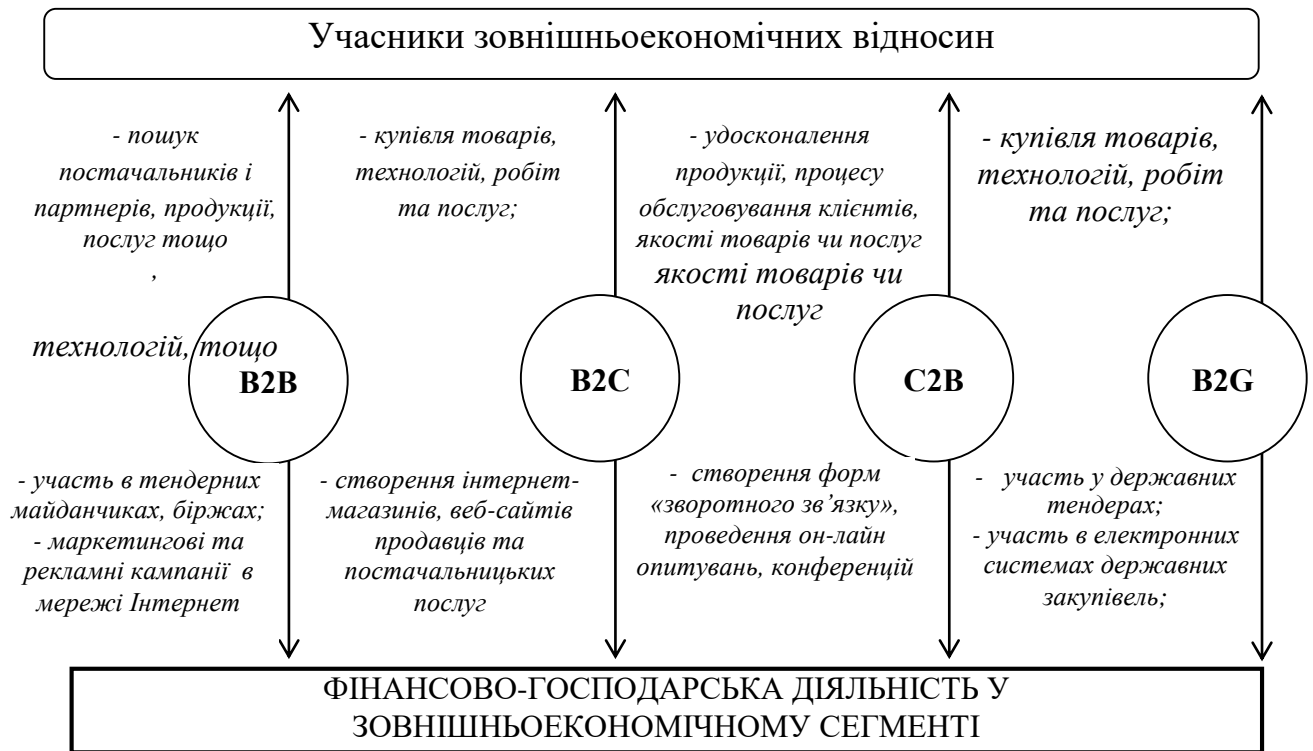 Учасники зовнішньоекономічних відносин
- пошук
постачальників і
партнерів, продукції,
послуг тощо
,
технологій, тощо
- купівля товарів,
технологій, робіт
та послуг;
- удосконалення
продукції, процесу
обслуговування клієнтів,
якості товарів чи послуг
якості товарів чи
послуг
- купівля товарів,
технологій, робіт
та послуг;
B2B
B2C
C2B
B2G
- участь в тендерних
майданчиках, біржах;
- маркетингові та
рекламні кампанії в
мережі Інтернет
- створення інтернет-
магазинів, веб-сайтів
продавців та
постачальницьких
послуг
- створення форм
«зворотного зв’язку»,
проведення он-лайн
опитувань, конференцій
- участь у державних
тендерах;
- участь в електронних
системах державних
закупівель;
ФІНАНСОВО-ГОСПОДАРСЬКА ДІЯЛЬНІСТЬ У
ЗОВНІШНЬОЕКОНОМІЧНОМУ СЕГМЕНТІ